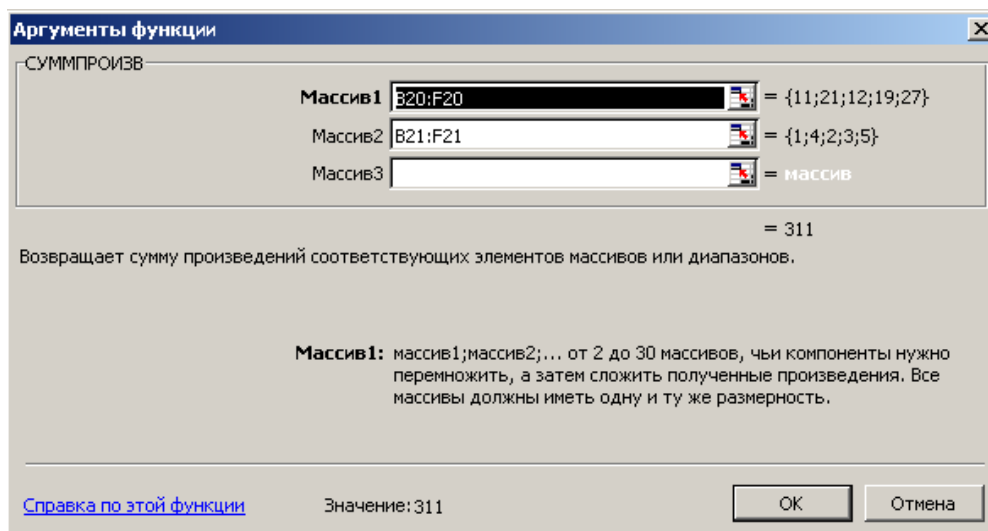 Аргументы функции
СУММПРОИЗВ
Массив1 B20:F20 = {11;21;12;19;27}
Массив2 B21:F21 = {1;4;2;3;5}
Массив3 = массив
= 311
Возвращает сумму произведений соответствующих элементов массивов или диапазонов.
Массив1: массив1;массив2;... от 2 до 30 массивов, чьи компоненты нужно
перемножить, а затем сложить полученные произведения. Все
массивы должны иметь одну и ту же размерность.
Справка по этой функции Значение: 311 ОК Отмена